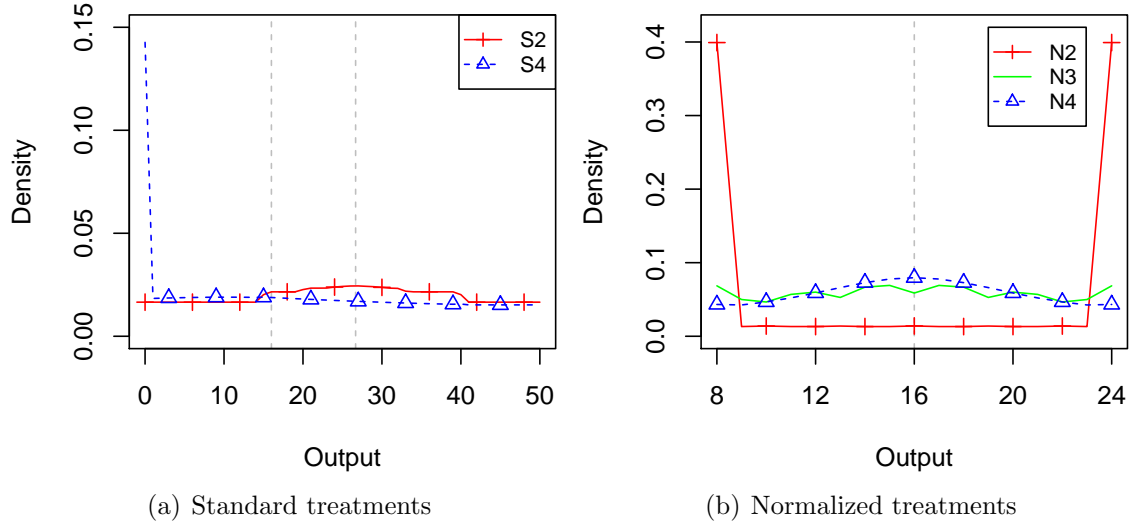 0.15
0.10
0.05
0.00
Density
S2
S4
0 10 20 30 40 50
Output
(a) Standard treatments
0.4
0.3
0.2
0.1
0.0
Density
N2
N3
N4
8 12 16 20 24
Output
(b) Normalized treatments